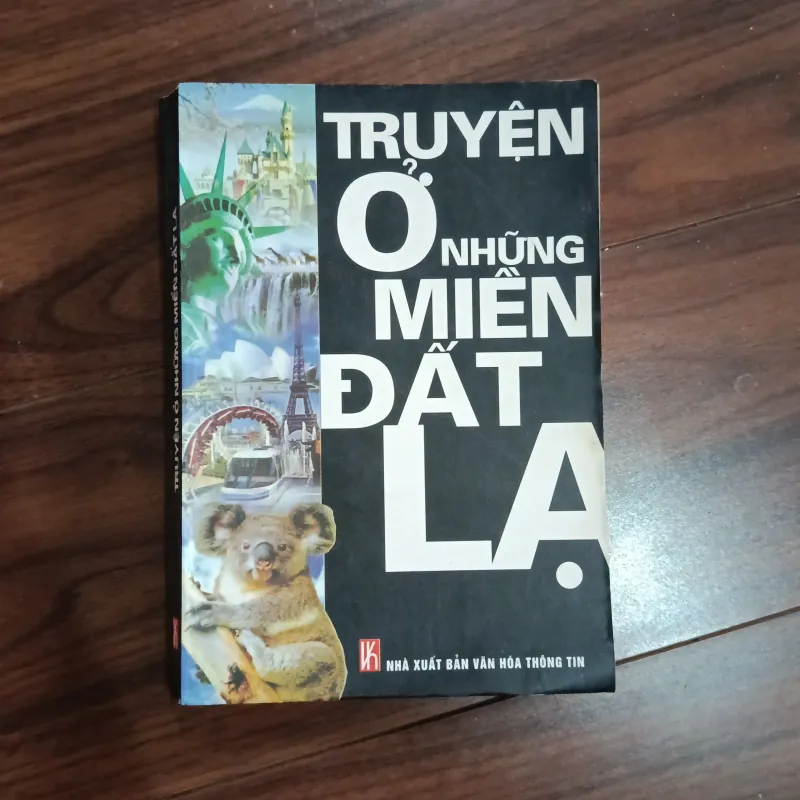 TRUYỆN
Ở NHỮNG
MIỀN
ĐẤT
LẠ
NHÀ XUẤT BẢN VĂN HÓA THÔNG TIN
TRUYỆN Ở NHỮNG MIỀN ĐẤT LẠ